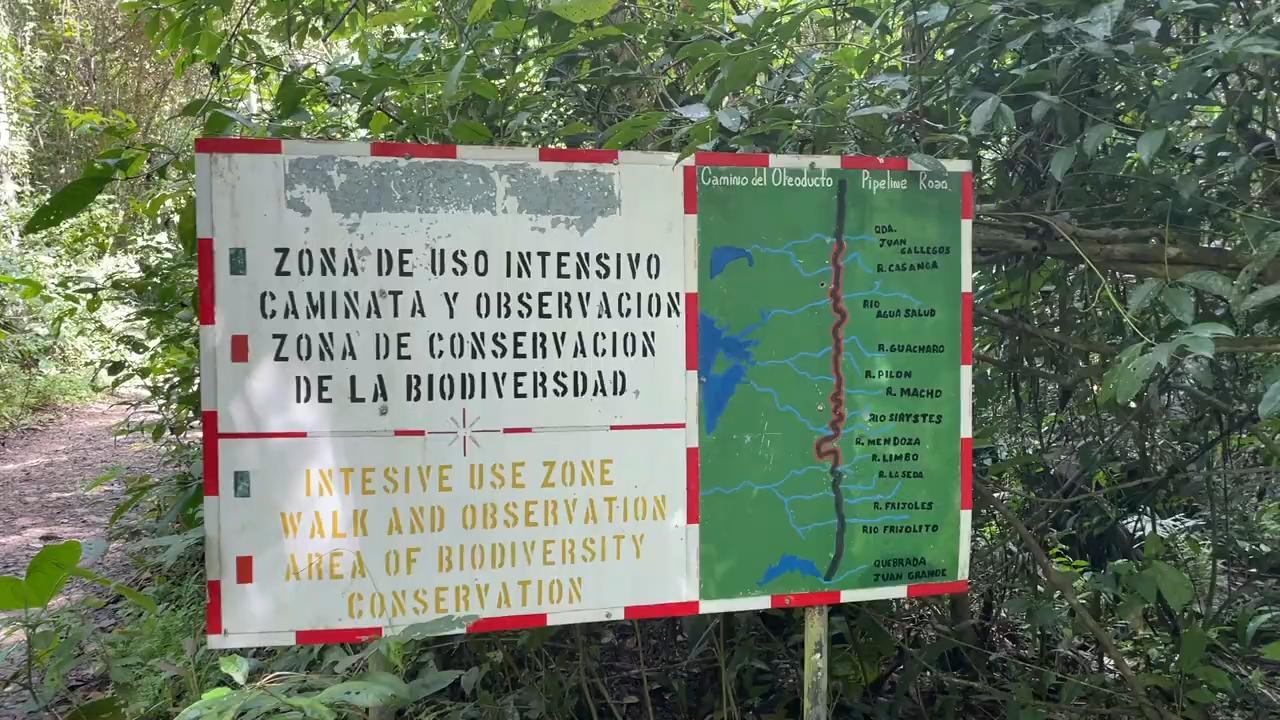 ZONA DE USO INTENSIVO
CAMINATA Y OBSERVACION
ZONA DE CONSERVACION
DE LA BIODIVERSDAD
INTESIVE USE ZONE
WALK AND OBSERVATION
AREA OF BIODIVERSITY
CONSERVATION
Camino del Oleoducto Pipeline Road
QDA.
JUAN
GALLEGOS
R. CASANGA
RIO
AGUA SALUD
R. GUACHARO
R. PILON
R. MACHO
RIO SIRYSTES
R. MENDOZA
R. LIMBO
R. LA SEDA
R. FRIJOLES
RIO FRIJOLITO
QUEBRADA
JUAN GRANDE